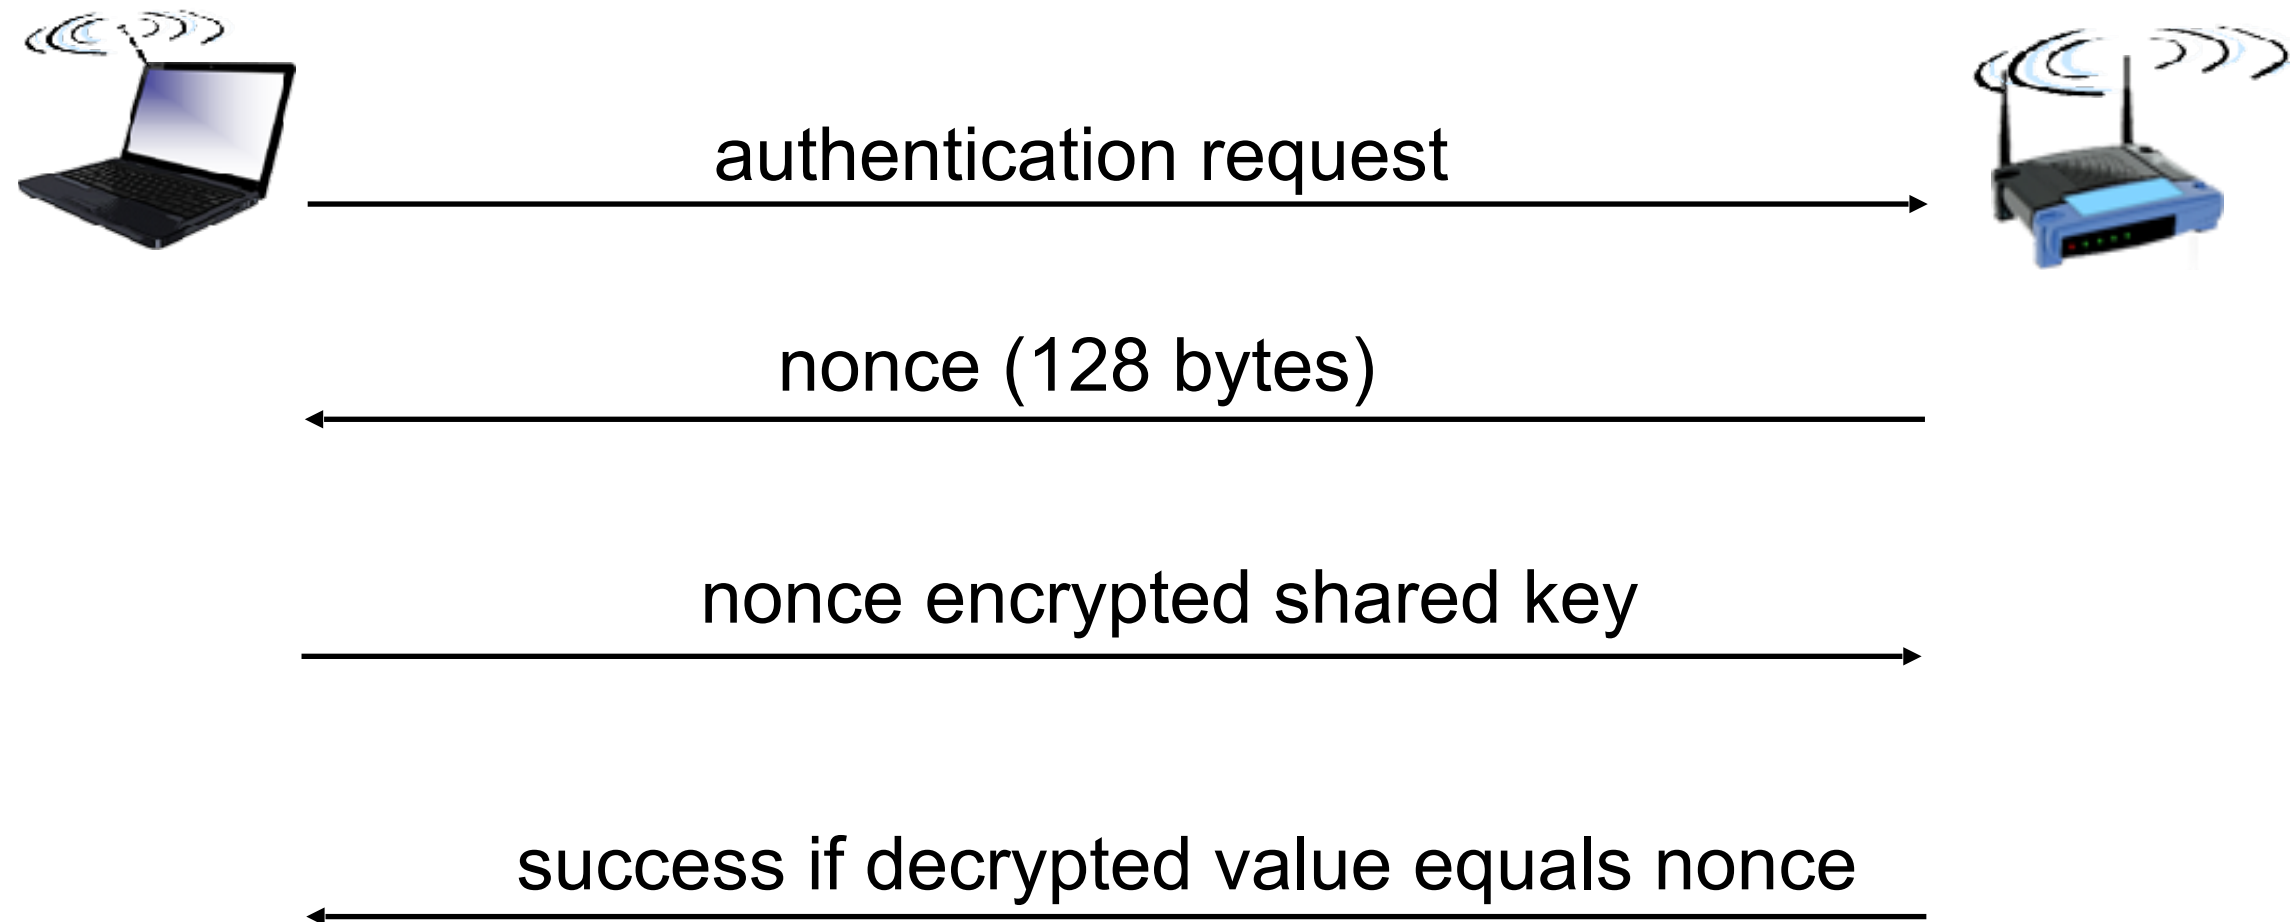 authentication request
nonce (128 bytes)
nonce encrypted shared key
success if decrypted value equals nonce